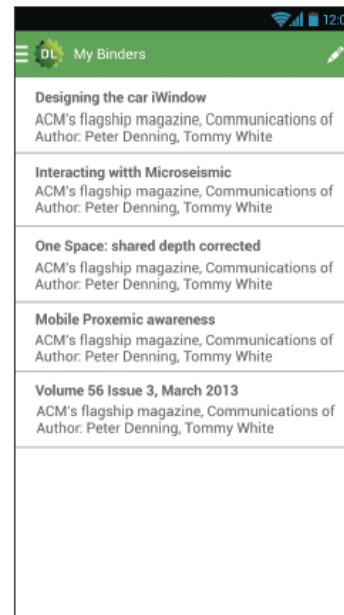 12:0
DL My Binders
Designing the car iWindow
ACM's flagship magazine, Communications of
Author: Peter Denning, Tommy White
Interacting witth Microseismic
ACM's flagship magazine, Communications of
Author: Peter Denning, Tommy White
One Space: shared depth corrected
ACM's flagship magazine, Communications of
Author: Peter Denning, Tommy White
Mobile Proxemic awareness
ACM's flagship magazine, Communications of
Author: Peter Denning, Tommy White
Volume 56 Issue 3, March 2013
ACM's flagship magazine, Communications of
Author: Peter Denning, Tommy White